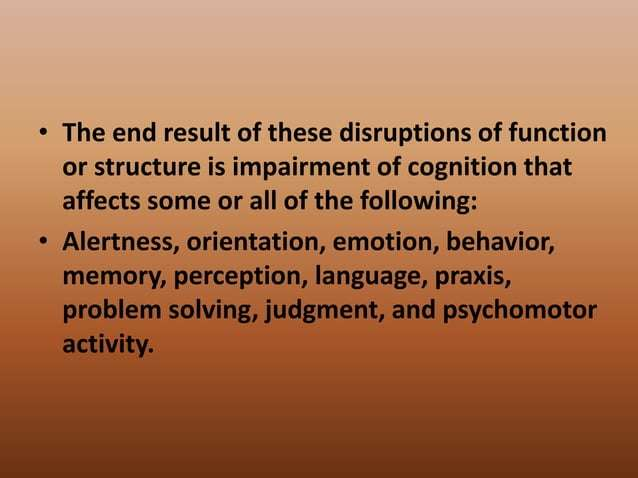 • The end result of these disruptions of function
or structure is impairment of cognition that
affects some or all of the following:
• Alertness, orientation, emotion, behavior,
memory, perception, language, praxis,
problem solving, judgment, and psychomotor
activity.